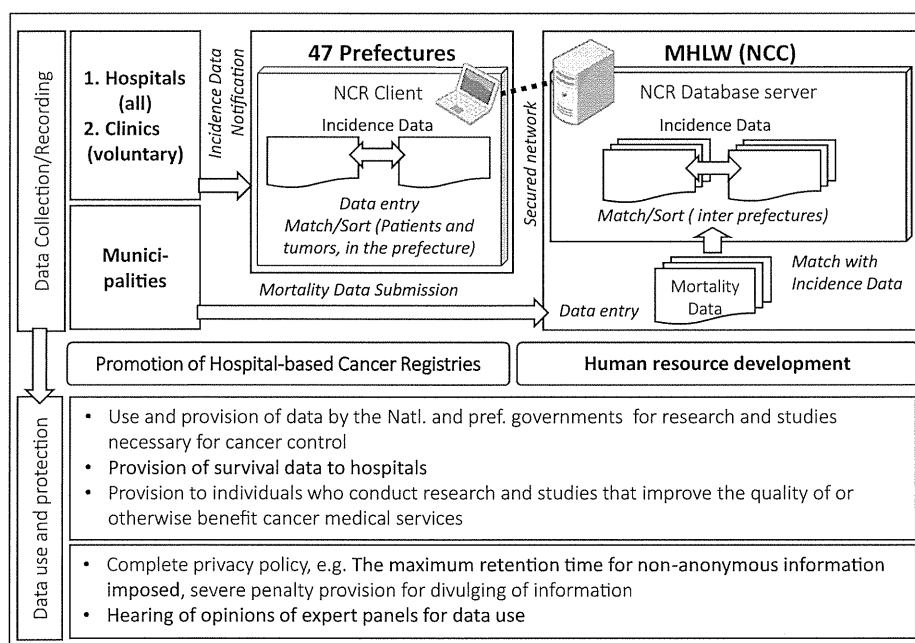 Data Collection/Recording
1. Hospitals
(all)
2. Clinics
(voluntary)
Incidence Data
Notification
47 Prefectures
NCR Client
Incidence Data
Data entry
Match/Sort (Patients and
tumors, in the prefecture)
Secured network
MHLW (NCC)
NCR Database server
Incidence Data
Match/Sort ( inter prefectures)
Munici-
palities
Mortality Data Submission
Data entry
Mortality
Data
Match with
Incidence Data
Promotion of Hospital-based Cancer Registries
Human resource development
Data use and protection
• Use and provision of data by the Natl. and pref. governments for research and studies
necessary for cancer control
• Provision of survival data to hospitals
• Provision to individuals who conduct research and studies that improve the quality of or
otherwise benefit cancer medical services
• Complete privacy policy, e.g. The maximum retention time for non-anonymous information
imposed, severe penalty provision for divulging of information
• Hearing of opinions of expert panels for data use